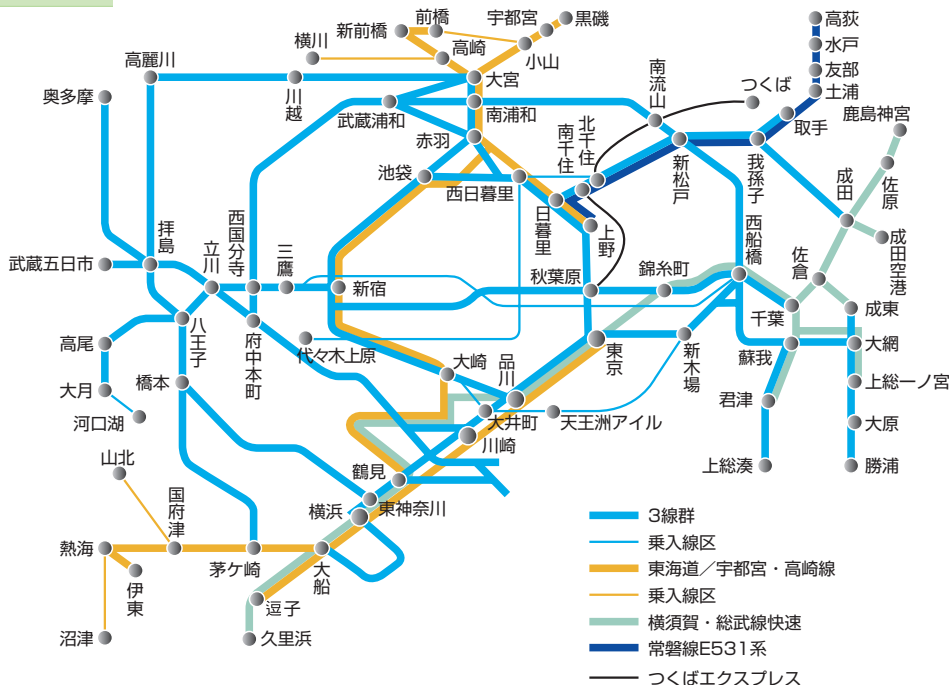 前橋
宇都宮
黒磯
高荻
新前橋
横川
高崎
小山
水戸
高麗川
大宮
南流山
つくば
友部
奥多摩
川越
土浦
武蔵浦和
南浦和
取手
鹿島神宮
赤羽
北千住
南千住
池袋
西日暮里
新松戸
我孫子
成田
佐原
日暮里
拝島
立川
西国分寺
三鷹
上野
西船橋
成田空港
武蔵五日市
新宿
秋葉原
錦糸町
佐倉
八王子
府中本町
千葉
成東
高尾
代々木上原
大崎
品川
東京
新木場
蘇我
大網
橋本
大月
上総一ノ宮
河口湖
大井町
天王洲アイル
君津
大原
川崎
山北
鶴見
上総湊
勝浦
国府津
横浜
東神奈川
熱海
茅ケ崎
大船
伊東
逗子
沼津
久里浜
3線群
乗入線区
東海道/宇都宮・高崎線
乗入線区
横須賀・総武線快速
常磐線E531系
つくばエクスプレス